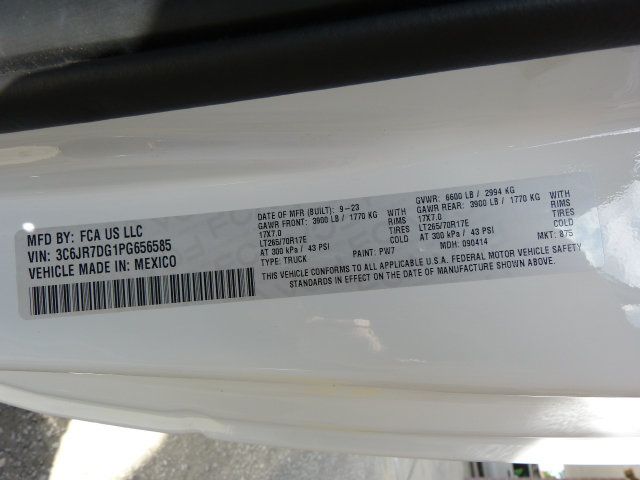 MFD BY: FCA US LLC
VIN: 3C6JR7DG1PG656585
VEHICLE MADE IN: MEXICO
DATE OF MFR (BUILT): 9-23
GAWR FRONT: 3900 LB / 1770 KG WITH
17X7.0 RIMS
LT265/70R17E TIRES
AT 300 kPa / 43 PSI COLD
TYPE: TRUCK PAINT: PW7
GVWR: 6600 LB / 2994 KG
GAWR REAR: 3900 LB / 1770 KG WITH
17X7.0 RIMS
LT265/70R17E TIRES
AT 300 kPa / 43 PSI COLD
MDH: 090414 MKT: 875
THIS VEHICLE CONFORMS TO ALL APPLICABLE U.S.A. FEDERAL MOTOR VEHICLE SAFETY
STANDARDS IN EFFECT ON THE DATE OF MANUFACTURE SHOWN ABOVE.